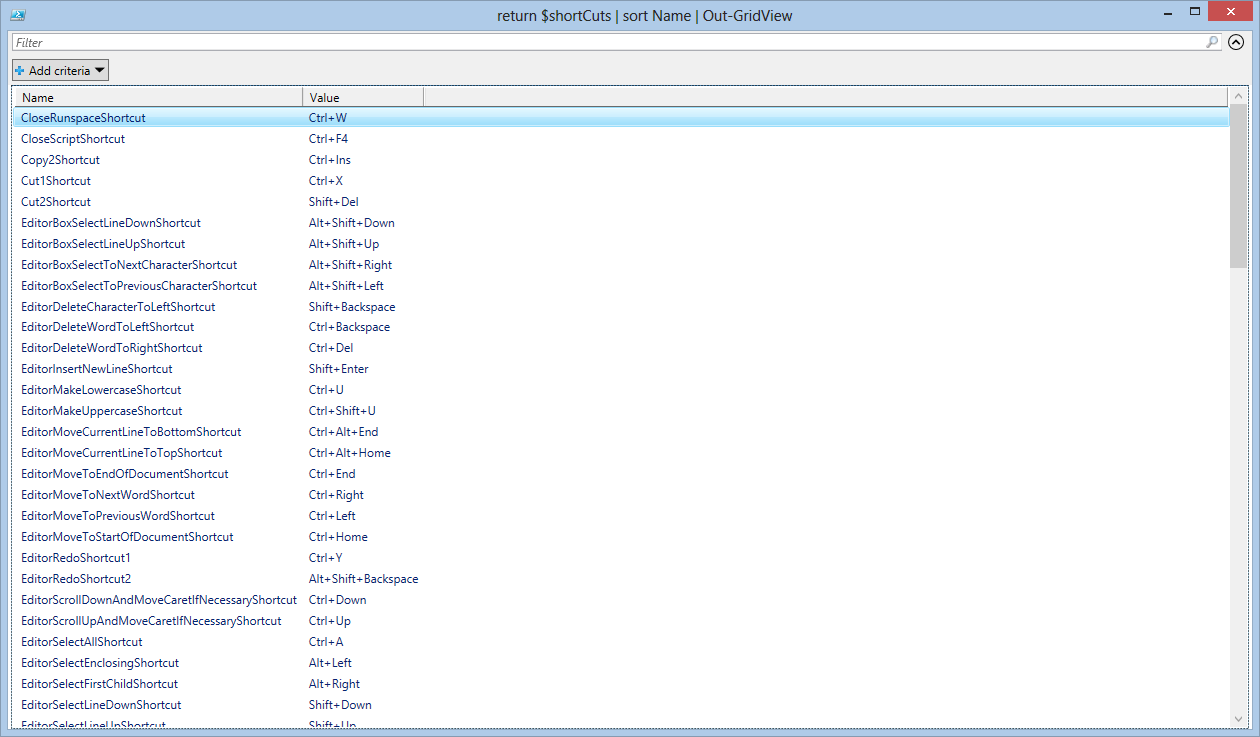 return $shortCuts | sort Name | Out-GridView
Filter
Add criteria
Name Value
CloseRunspaceShortcut Ctrl+W
CloseScriptShortcut Ctrl+F4
Copy2Shortcut Ctrl+Ins
Cut1Shortcut Ctrl+X
Cut2Shortcut Shift+Del
EditorBoxSelectLineDownShortcut Alt+Shift+Down
EditorBoxSelectLineUpShortcut Alt+Shift+Up
EditorBoxSelectToNextCharacterShortcut Alt+Shift+Right
EditorBoxSelectToPreviousCharacterShortcut Alt+Shift+Left
EditorDeleteCharacterToLeftShortcut Shift+Backspace
EditorDeleteWordToLeftShortcut Ctrl+Backspace
EditorDeleteWordToRightShortcut Ctrl+Del
EditorInsertNewLineShortcut Shift+Enter
EditorMakeLowercaseShortcut Ctrl+U
EditorMakeUppercaseShortcut Ctrl+Shift+U
EditorMoveCurrentLineToBottomShortcut Ctrl+Alt+End
EditorMoveCurrentLineToTopShortcut Ctrl+Alt+Home
EditorMoveToEndOfDocumentShortcut Ctrl+End
EditorMoveToNextWordShortcut Ctrl+Right
EditorMoveToPreviousWordShortcut Ctrl+Left
EditorMoveToStartOfDocumentShortcut Ctrl+Home
EditorRedoShortcut1 Ctrl+Y
EditorRedoShortcut2 Alt+Shift+Backspace
EditorScrollDownAndMoveCaretIfNecessaryShortcut Ctrl+Down
EditorScrollUpAndMoveCaretIfNecessaryShortcut Ctrl+Up
EditorSelectAllShortcut Ctrl+A
EditorSelectEnclosingShortcut Alt+Left
EditorSelectFirstChildShortcut Alt+Right
EditorSelectLineDownShortcut Shift+Down
EditorSelectLineUpShortcut Shift+Up